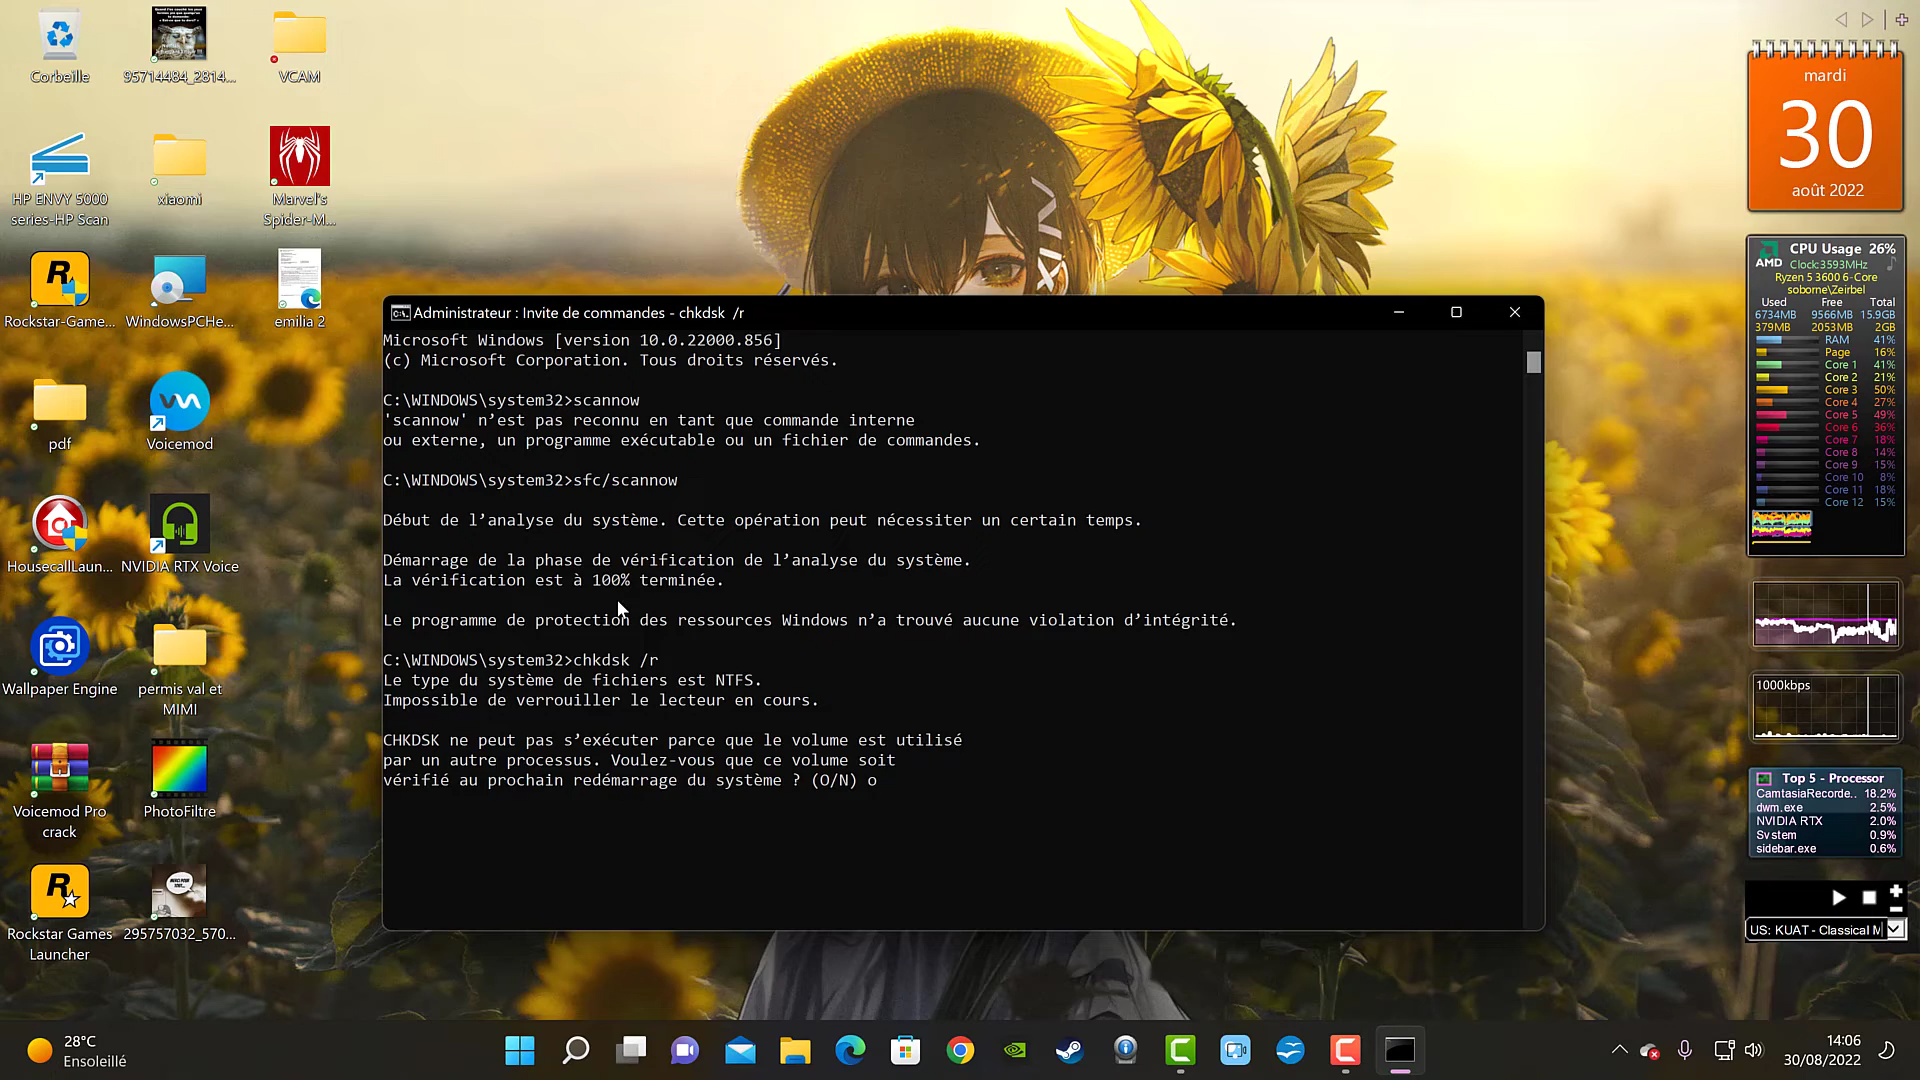 Corbeille
95714484_2814...
VCAM
HP ENVY 5000
series-HP Scan
xiaomi
Marvel's
Spider-M...
Rockstar-Game...
WindowsPCHe...
emilia 2
pdf
Voicemod
HousecallLaun...
NVIDIA RTX Voice
Wallpaper Engine
permis val et
MIMI
Voicemod Pro
crack
PhotoFiltre
Rockstar Games
Launcher
295757032_570...
Administrateur : Invite de commandes - chkdsk /r
Microsoft Windows [version 10.0.22000.856]
(c) Microsoft Corporation. Tous droits réservés.
C:\WINDOWS\system32>scannow
'scannow' n’est pas reconnu en tant que commande interne
ou externe, un programme exécutable ou un fichier de commandes.
C:\WINDOWS\system32>sfc/scannow
Début de l’analyse du système. Cette opération peut nécessiter un certain temps.
Démarrage de la phase de vérification de l’analyse du système.
La vérification est à 100% terminée.
Le programme de protection des ressources Windows n’a trouvé aucune violation d’intégrité.
C:\WINDOWS\system32>chkdsk /r
Le type du système de fichiers est NTFS.
Impossible de verrouiller le lecteur en cours.
CHKDSK ne peut pas s’exécuter parce que le volume est utilisé
par un autre processus. Voulez-vous que ce volume soit
vérifié au prochain redémarrage du système ? (O/N) o
mardi
30
août 2022
AMD
CPU Usage 26%
Clock:3593MHz
Ryzen 5 3600 6-Core
soborne\Zeirbel
Used Free Total
6734MB 9566MB 15.9GB
379MB 2053MB 2GB
RAM 41%
Page 16%
Core 1 41%
Core 2 21%
Core 3 50%
Core 4 27%
Core 5 49%
Core 6 36%
Core 7 18%
Core 8 14%
Core 9 15%
Core 10 8%
Core 11 18%
Core 12 15%
1000kbps
Top 5 - Processor
CamtasiaRecorde.. 18.2%
dwm.exe 2.5%
NVIDIA RTX 2.0%
System 0.9%
sidebar.exe 0.6%
US: KUAT - Classical M
28°C
Ensoleillé
14:06
30/08/2022